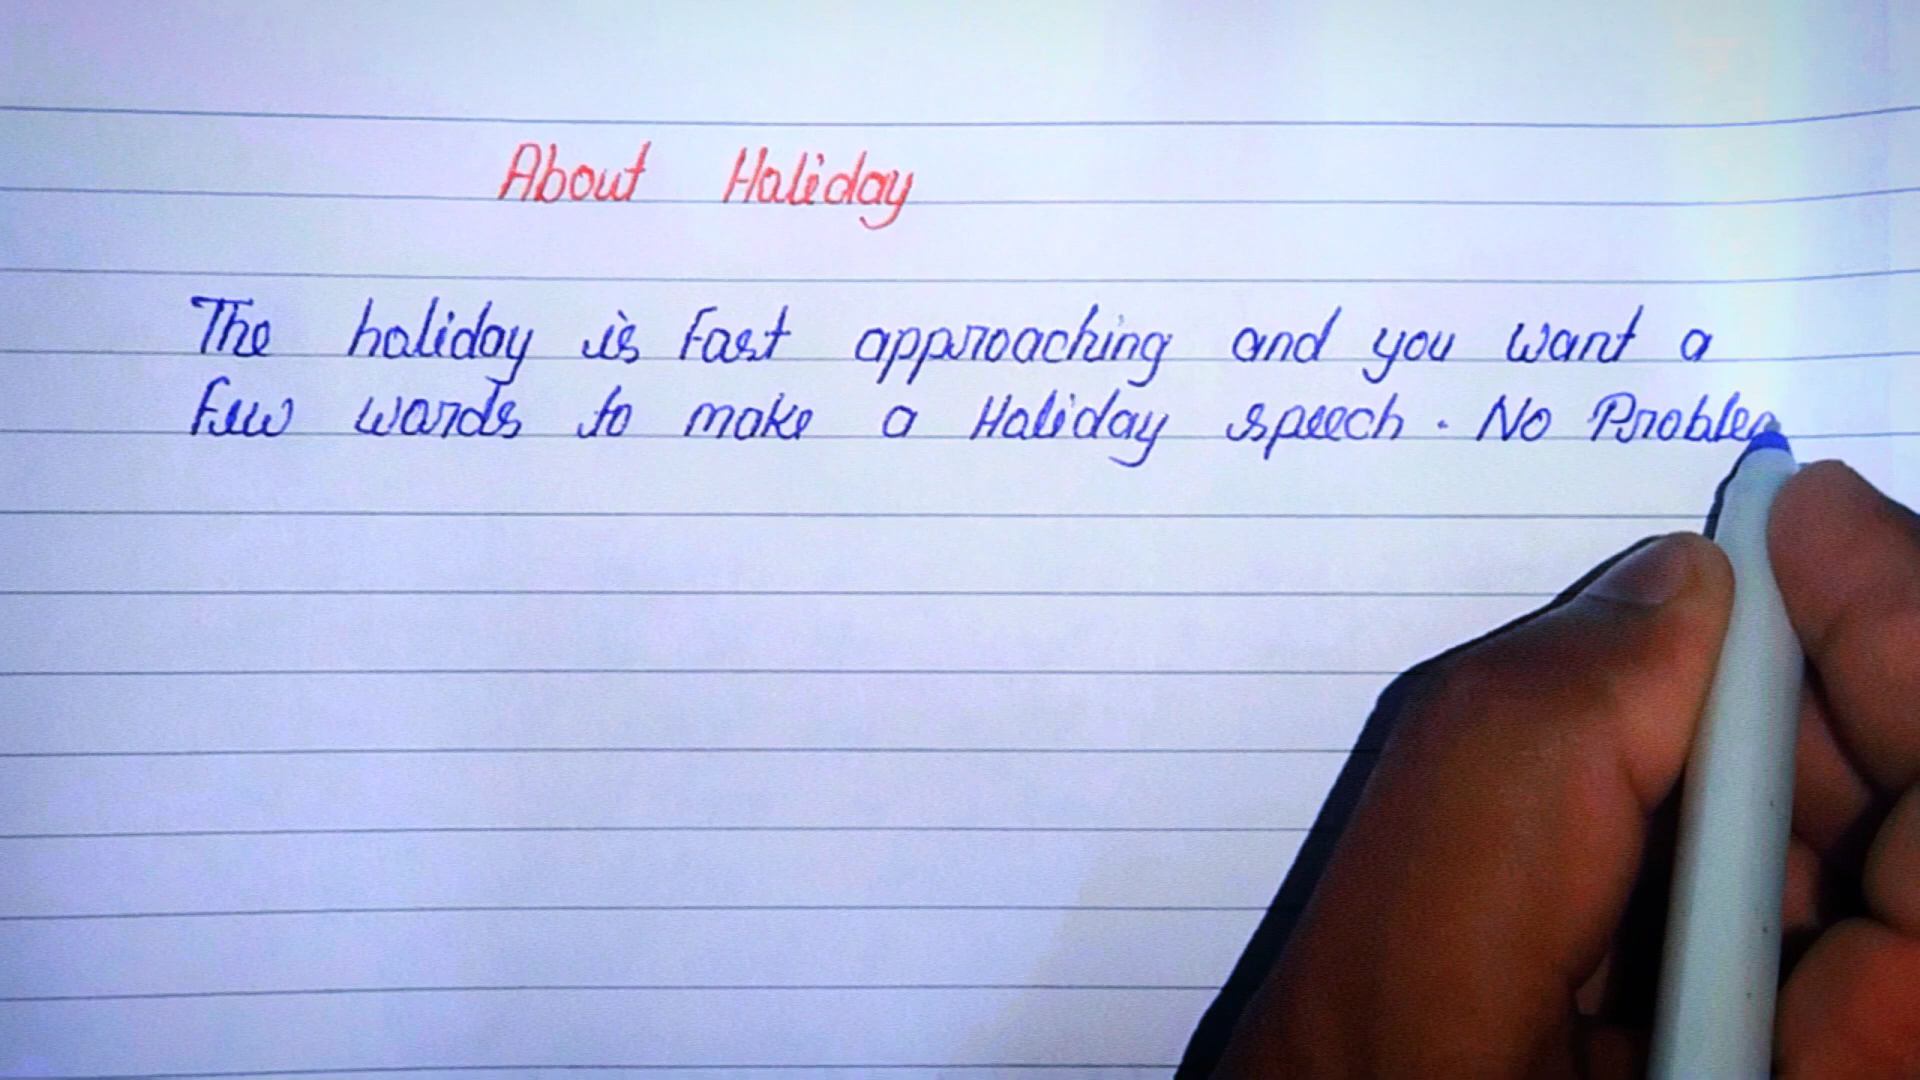 About Holiday
The holiday is Fast approaching and you want a
Few words to make a Holiday speech. No Proble